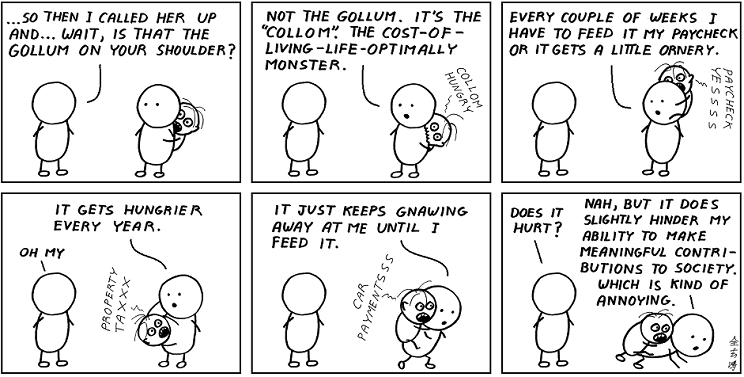 ...SO THEN I CALLED HER UP
AND... WAIT, IS THAT THE
GOLLUM ON YOUR SHOULDER?
NOT THE GOLLUM. IT'S THE
"COLLOM". THE COST-OF-
LIVING-LIFE-OPTIMALLY
MONSTER.
COLLOM
HUNGRY
EVERY COUPLE OF WEEKS I
HAVE TO FEED IT MY PAYCHECK
OR IT GETS A LITTLE ORNERY.
PAYCHECK
YESSSS
IT GETS HUNGRIER
EVERY YEAR.
OH MY
PROPERTY
TAXXX
IT JUST KEEPS GNAWING
AWAY AT ME UNTIL I
FEED IT.
CAR
PAYMENTSSS
DOES IT
HURT?
NAH, BUT IT DOES
SLIGHTLY HINDER MY
ABILITY TO MAKE
MEANINGFUL CONTRI-
BUTIONS TO SOCIETY.
WHICH IS KIND OF
ANNOYING.